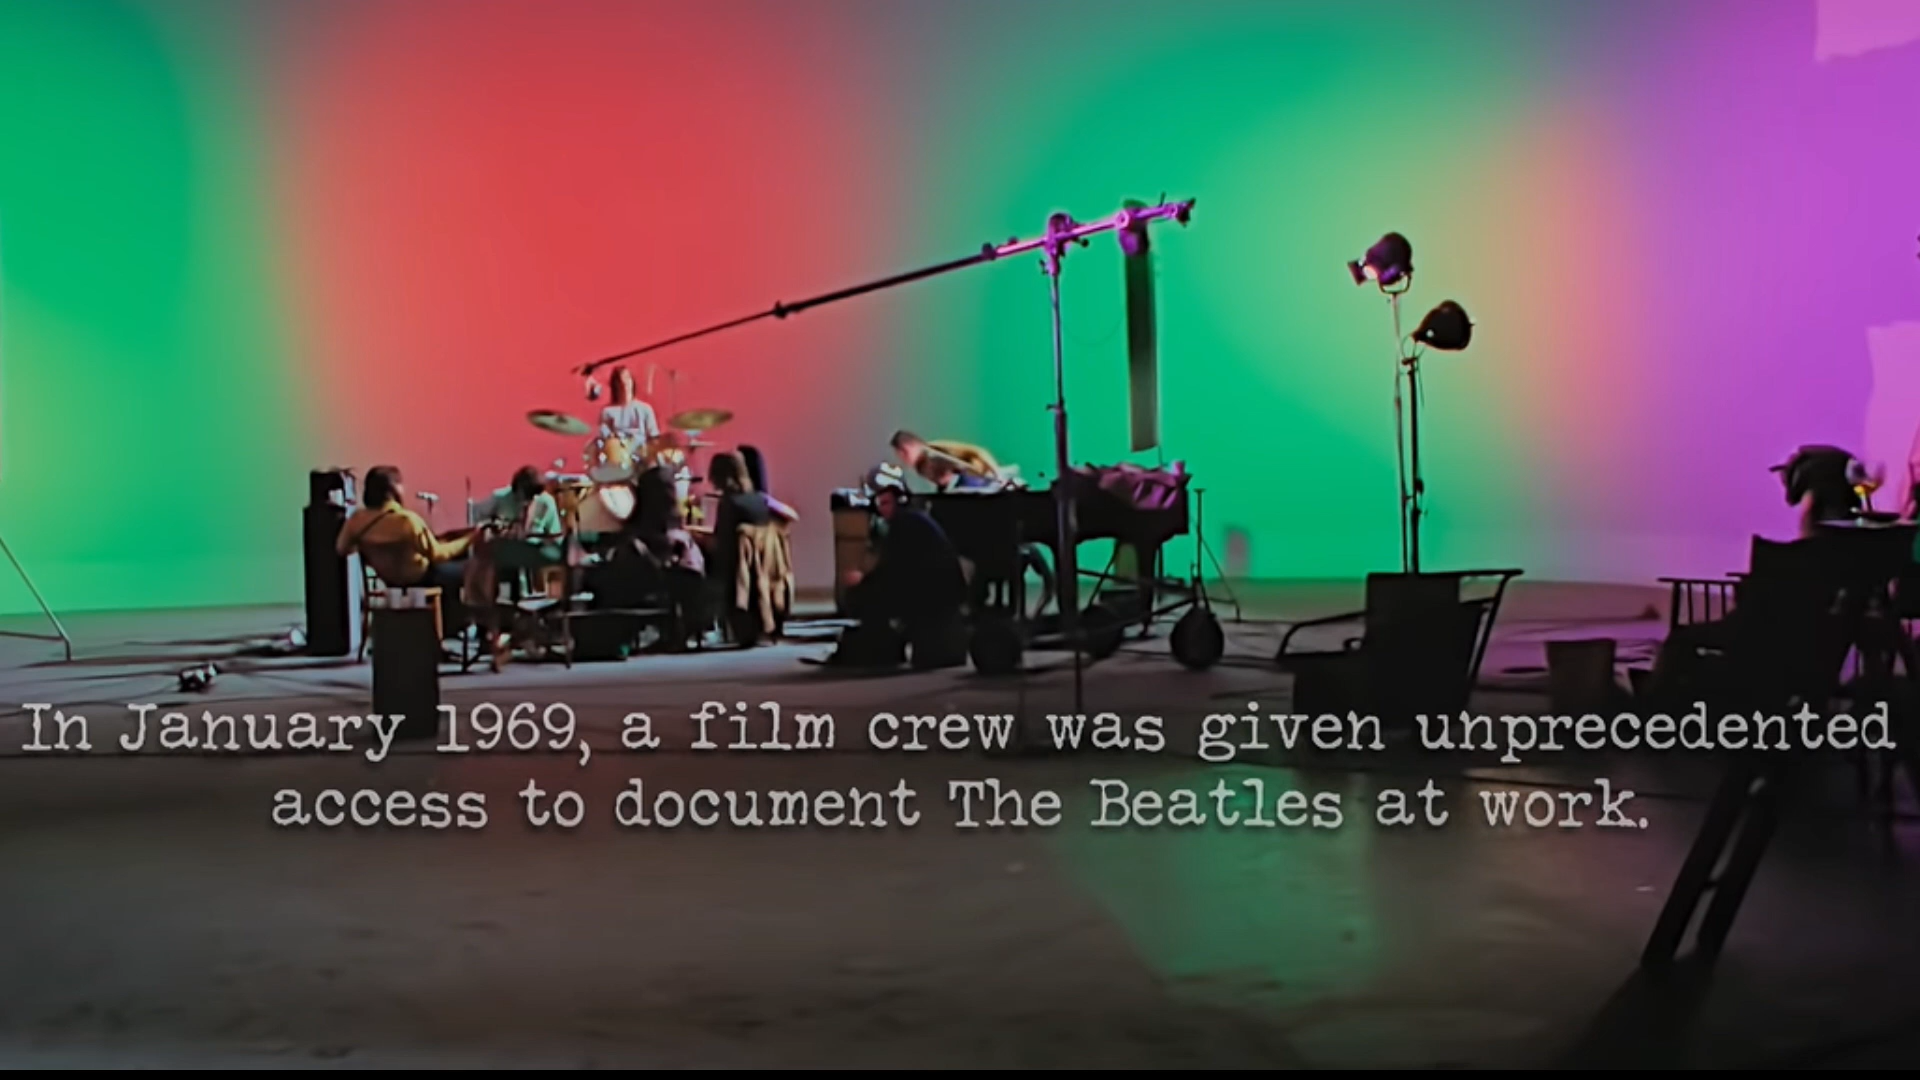 In January 1969, a film crew was given unprecedented
access to document The Beatles at work.